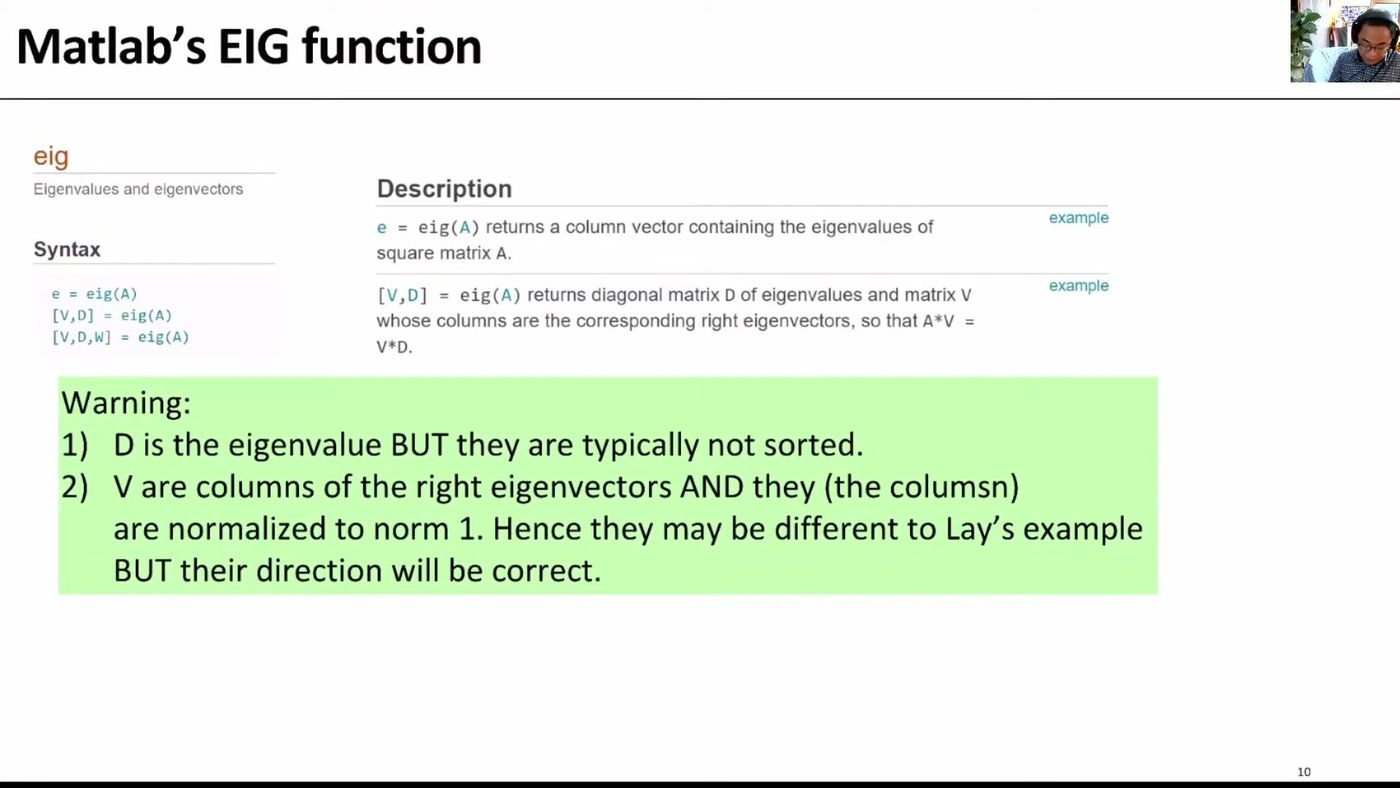 Matlab's EIG function
eig
Eigenvalues and eigenvectors
Syntax
e = eig(A)
[V,D] = eig(A)
[V,D,W] = eig(A)
Description
e = eig(A) returns a column vector containing the eigenvalues of
square matrix A.
example
[V,D] = eig(A) returns diagonal matrix D of eigenvalues and matrix V
whose columns are the corresponding right eigenvectors, so that A*V =
V*D.
example
Warning:
1) D is the eigenvalue BUT they are typically not sorted.
2) V are columns of the right eigenvectors AND they (the columsn)
are normalized to norm 1. Hence they may be different to Lay's example
BUT their direction will be correct.
10